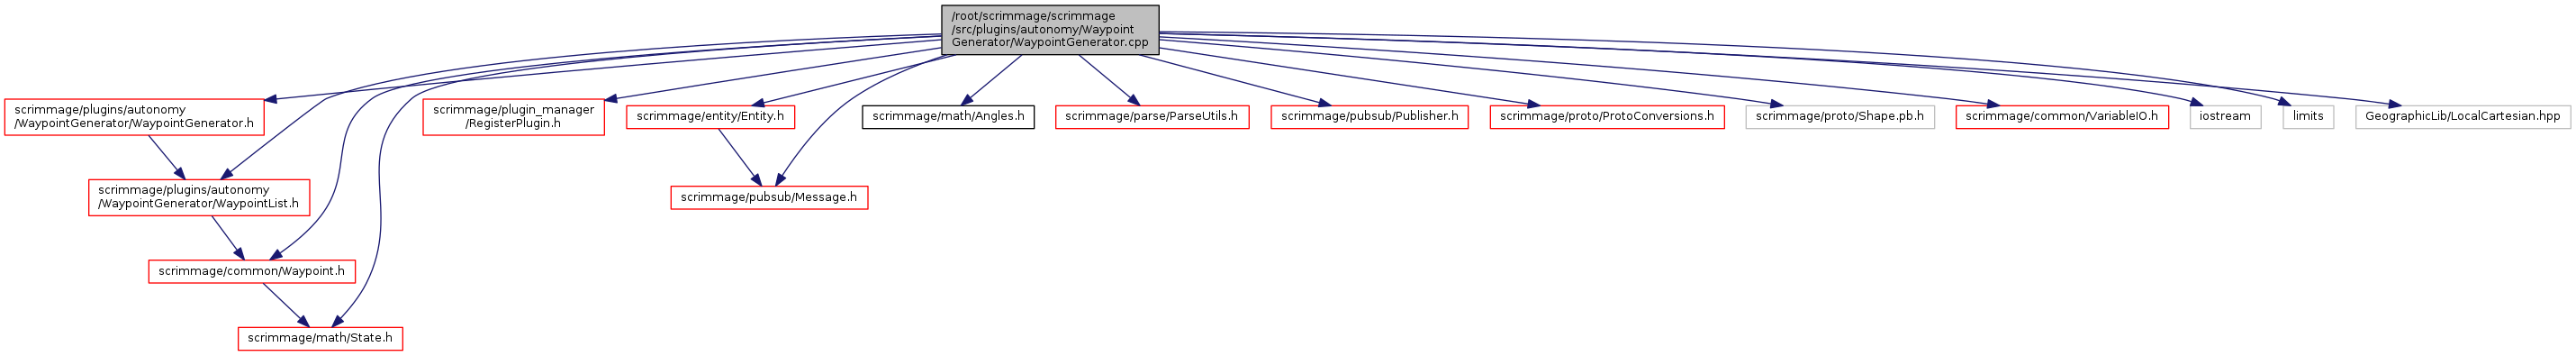 /root/scrimmage/scrimmage
/src/plugins/autonomy/Waypoint
Generator/WaypointGenerator.cpp
scrimmage/plugins/autonomy
/WaypointGenerator/WaypointGenerator.h
scrimmage/plugin_manager
/RegisterPlugin.h
scrimmage/entity/Entity.h
scrimmage/math/Angles.h
scrimmage/parse/ParseUtils.h
scrimmage/pubsub/Publisher.h
scrimmage/proto/ProtoConversions.h
scrimmage/proto/Shape.pb.h
scrimmage/common/VariableIO.h
iostream
limits
GeographicLib/LocalCartesian.hpp
scrimmage/plugins/autonomy
/WaypointGenerator/WaypointList.h
scrimmage/pubsub/Message.h
scrimmage/common/Waypoint.h
scrimmage/math/State.h